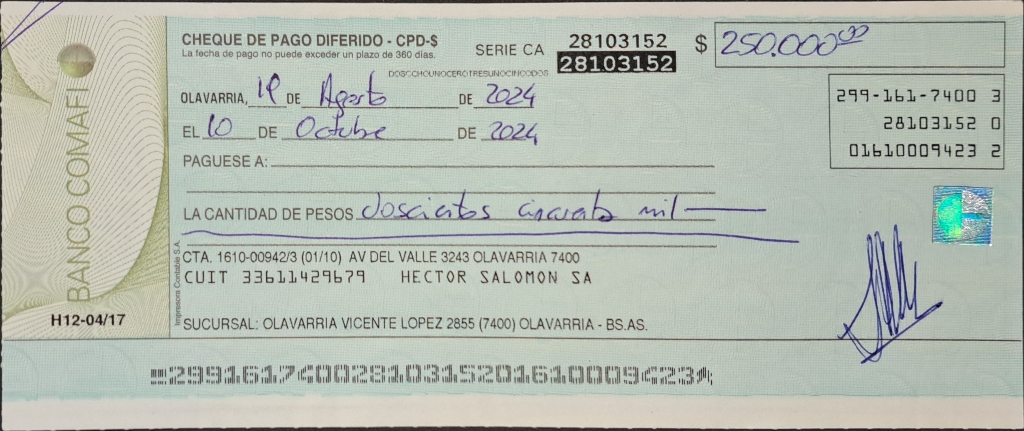 CHEQUE DE PAGO DIFERIDO - CPD-$
La fecha de pago no puede exceder un plazo de 360 días.
SERIE CA 28103152
28103152
$ 250.000,00
DOSOCHOUNOCEROTRESUNOCINCODOS
OLAVARRIA, 19 DE Agosto DE 2024
EL 10 DE Octubre DE 2024
299-161-7400 3
28103152 0
01610009423 2
PAGUESE A:
LA CANTIDAD DE PESOS doscientos cincuenta mil
CTA. 1610-00942/3 (01/10) AV DEL VALLE 3243 OLAVARRIA 7400
CUIT 33611429679 HECTOR SALOMON SA
SUCURSAL: OLAVARRIA VICENTE LOPEZ 2855 (7400) OLAVARRIA - BS.AS.
BANCO COMAFI
H12-04/17
Impresora Contable S.A.
29916174002810315201610009423